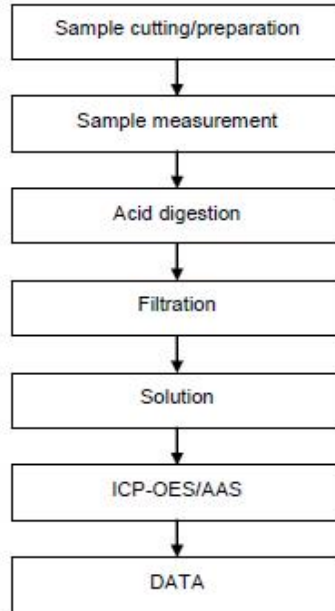 Sample cutting/preparation
Sample measurement
Acid digestion
Filtration
Solution
ICP-OES/AAS
DATA